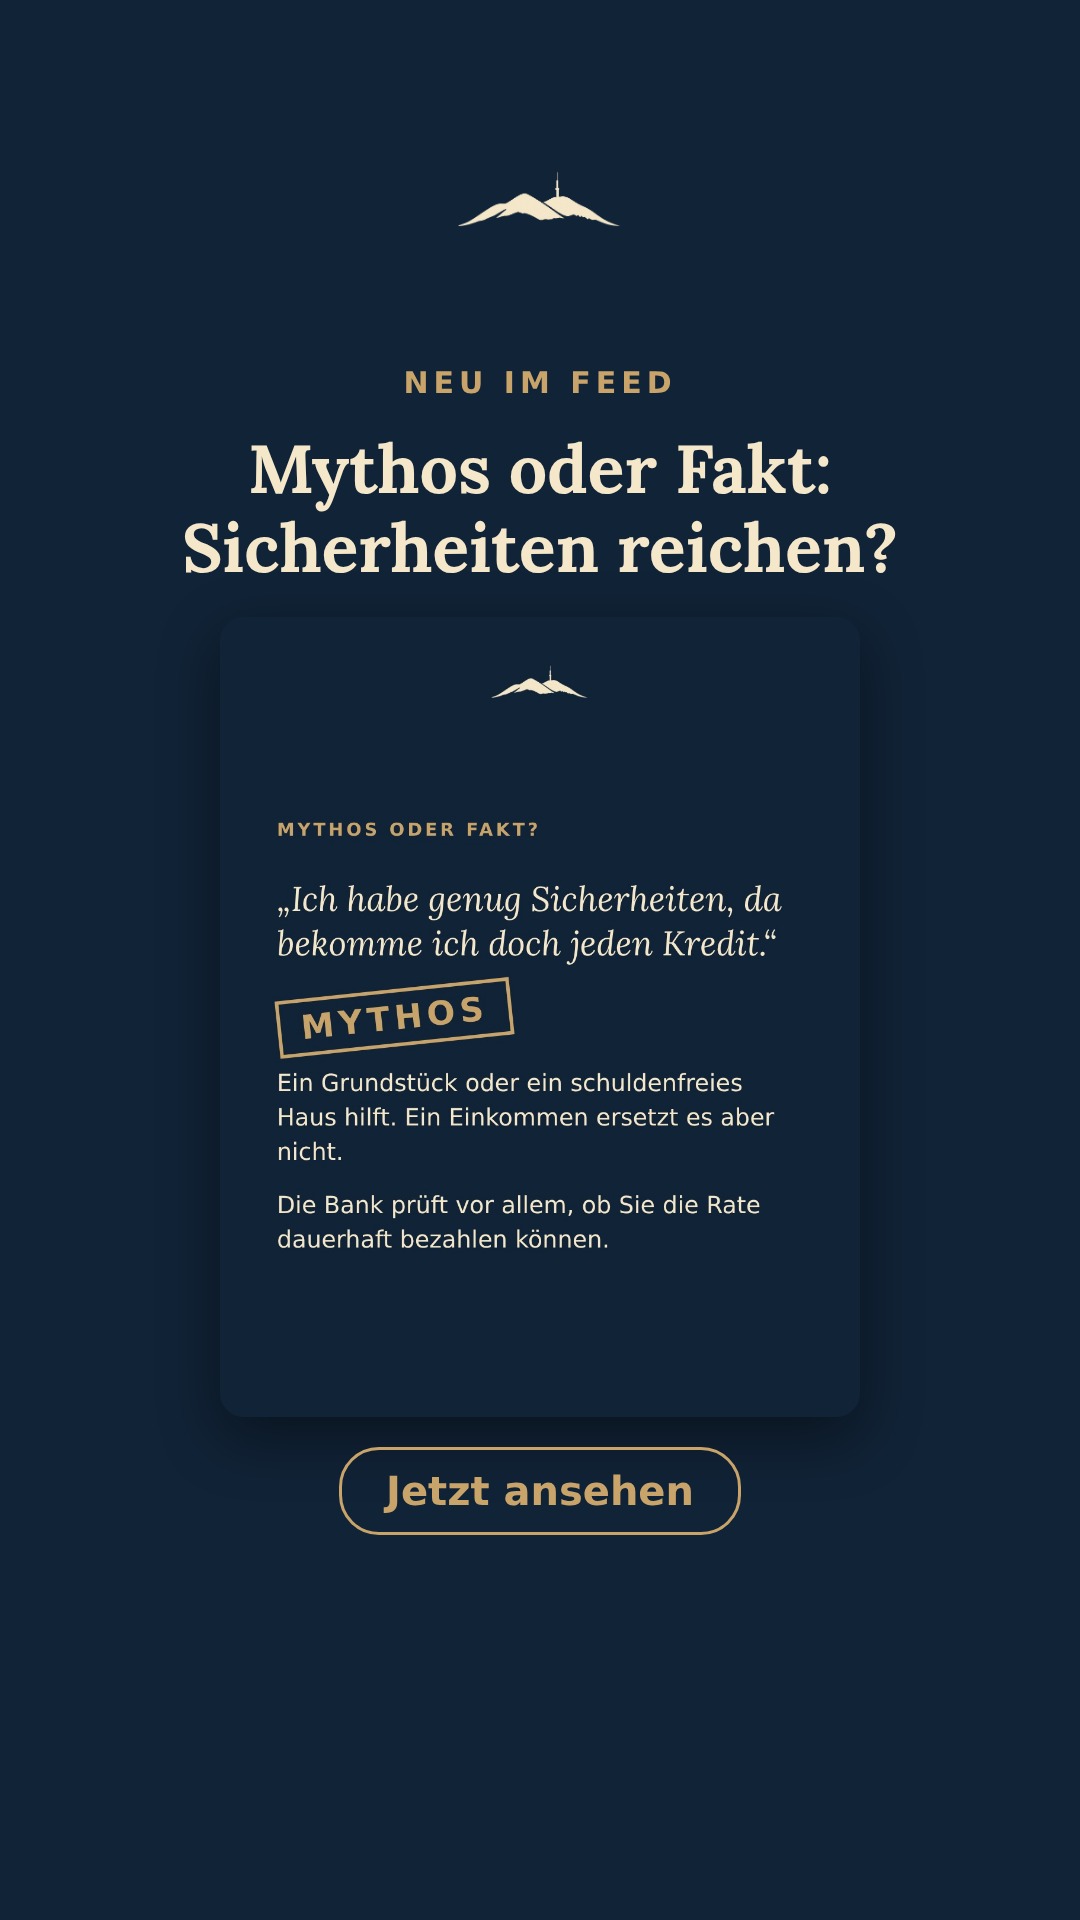 NEU IM FEED
Mythos oder Fakt:
Sicherheiten reichen?
MYTHOS ODER FAKT?
„Ich habe genug Sicherheiten, da
bekomme ich doch jeden Kredit.“
MYTHOS
Ein Grundstück oder ein schuldenfreies
Haus hilft. Ein Einkommen ersetzt es aber
nicht.
Die Bank prüft vor allem, ob Sie die Rate
dauerhaft bezahlen können.
Jetzt ansehen